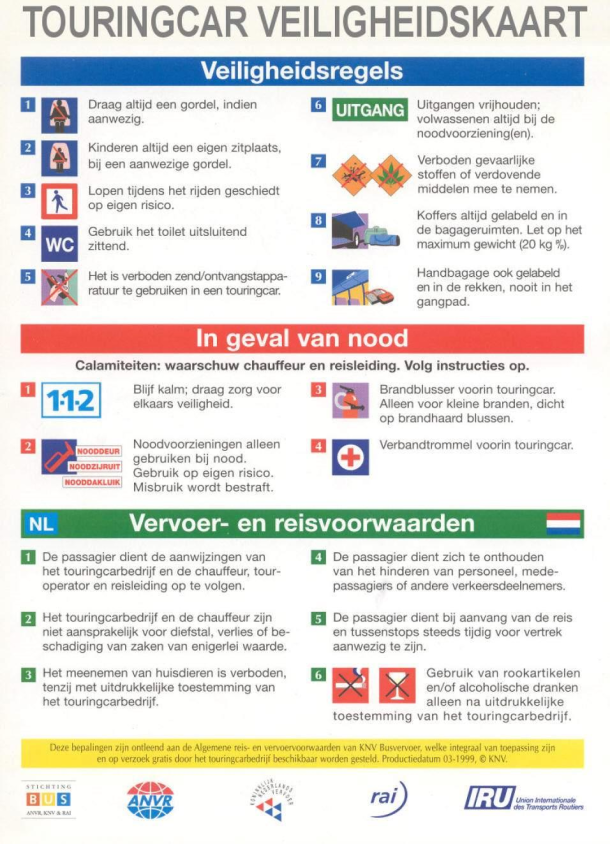 TOURINGCAR VEILIGHEIDSKAART
Veiligheidsregels
1 Draag altijd een gordel, indien
aanwezig.
2 Kinderen altijd een eigen zitplaats,
bij een aanwezige gordel.
3 Lopen tijdens het rijden geschiedt
op eigen risico.
4 WC Gebruik het toilet uitsluitend
zittend.
5 Het is verboden zend/ontvangstappa-
ratuur te gebruiken in een touringcar.
6 UITGANG Uitgangen vrijhouden;
volwassenen altijd bij de
noodvoorziening(en).
7 Verboden gevaarlijke
stoffen of verdovende
middelen mee te nemen.
8 Koffers altijd gelabeld en in
de bagageruimten. Let op het
maximum gewicht (20 kg %).
9 Handbagage ook gelabeld
en in de rekken, nooit in het
gangpad.
In geval van nood
Calamiteiten: waarschuw chauffeur en reisleiding. Volg instructies op.
1 1-1-2 Blijf kalm; draag zorg voor
elkaars veiligheid.
2 NOODDEUR
NOODZIJRUIT
NOODDAKLUIK
Noodvoorzieningen alleen
gebruiken bij nood.
Gebruik op eigen risico.
Misbruik wordt bestraft.
3 Brandblusser voorin touringcar.
Alleen voor kleine branden, dicht
op brandhaard blussen.
4 Verbandtrommel voorin touringcar.
NL Vervoer- en reisvoorwaarden
1 De passagier dient de aanwijzingen van
het touringcarbedrijf en de chauffeur, tour-
operator en reisleiding op te volgen.
2 Het touringcarbedrijf en de chauffeur zijn
niet aansprakelijk voor diefstal, verlies of be-
schadiging van zaken van enigerlei waarde.
3 Het meenemen van huisdieren is verboden,
tenzij met uitdrukkelijke toestemming van
het touringcarbedrijf.
4 De passagier dient zich te onthouden
van het hinderen van personeel, mede-
passagiers of andere verkeersdeelnemers.
5 De passagier dient bij aanvang van de reis
en tussenstops steeds tijdig voor vertrek
aanwezig te zijn.
6 Gebruik van rookartikelen
en/of alcoholische dranken
alleen na uitdrukkelijke
toestemming van het touringcarbedrijf.
Deze bepalingen zijn ontleend aan de Algemene reis- en vervoervoorwaarden van KNV Busvervoer, welke integraal van toepassing zijn
en op verzoek gratis door het touringcarbedrijf beschikbaar worden gesteld. Productiedatum 03-1999, © KNV.
STICHTING
BUS
ANVR, KNV & RAI
ANVR
KONINKLIJK NEDERLANDS VERVOER
rai
IRU Union Internationale
des Transports Routiers